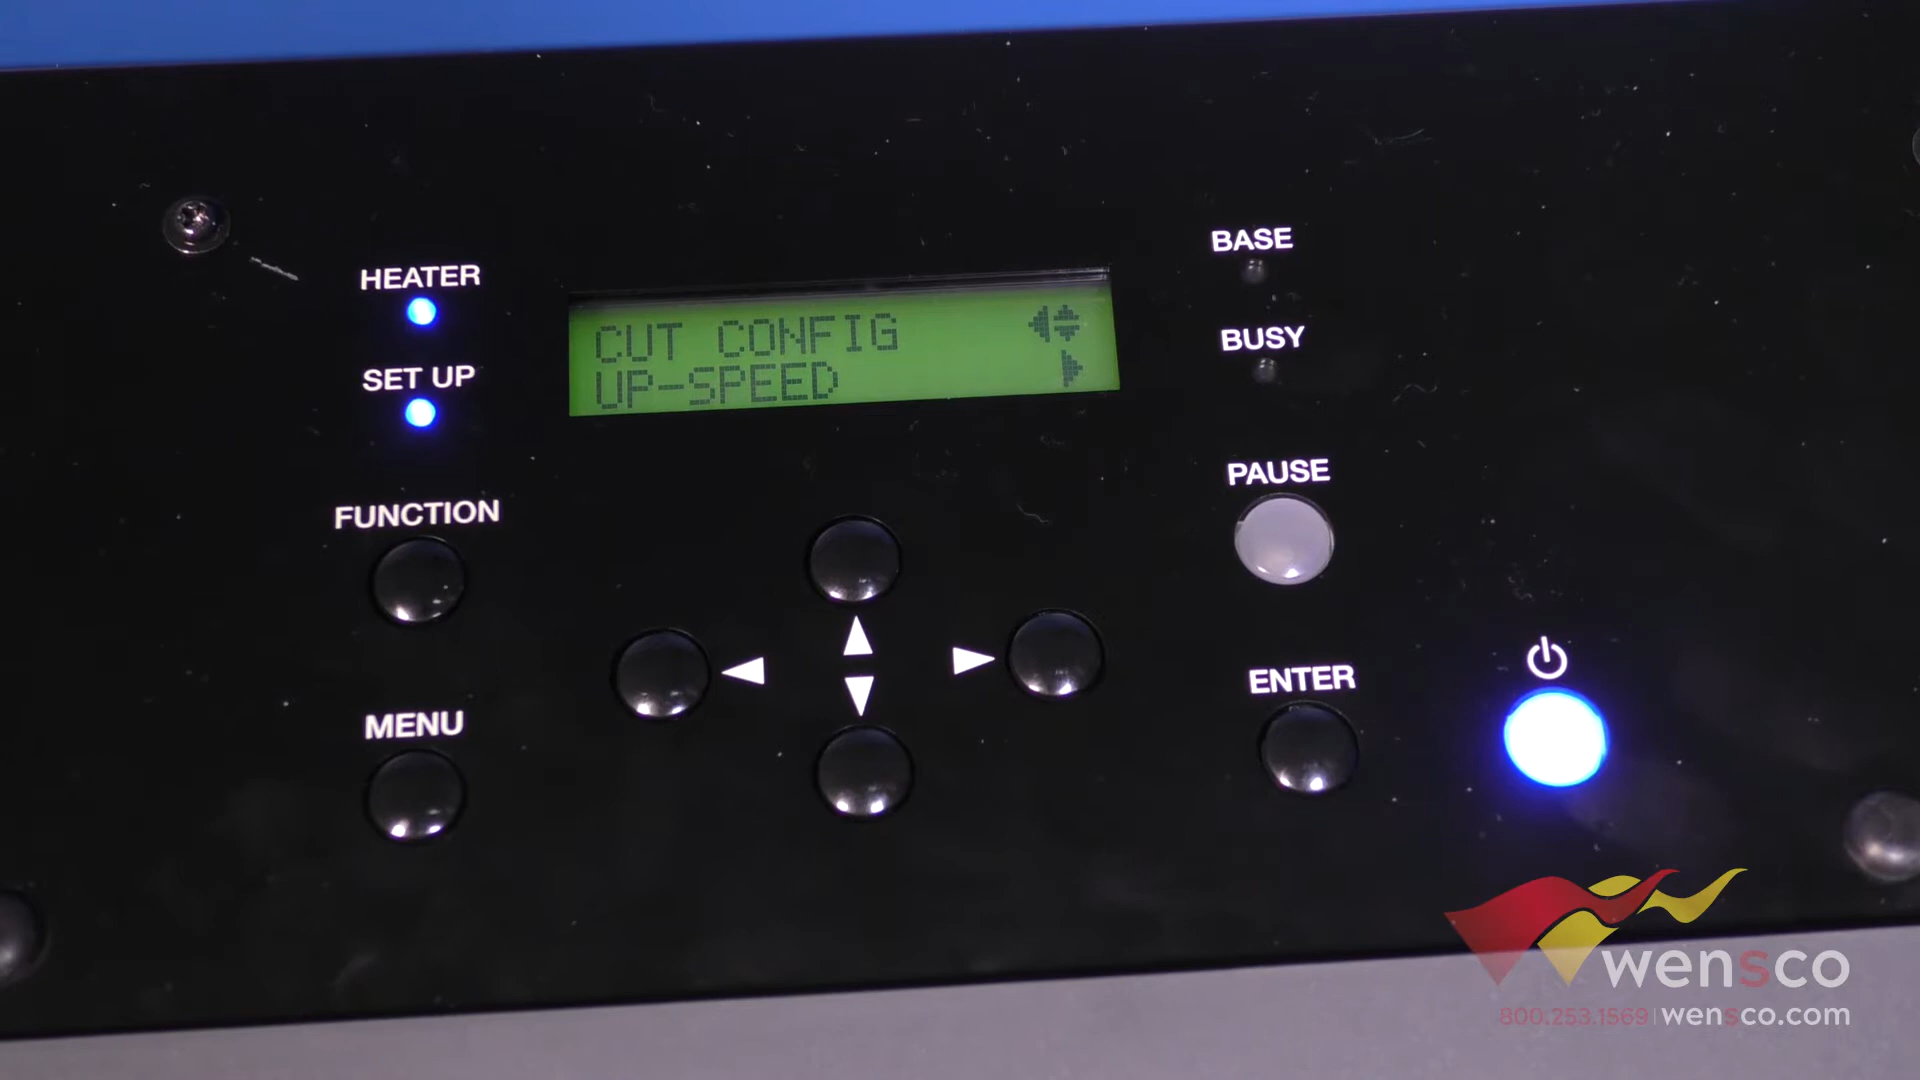 HEATER
SET UP
FUNCTION
MENU
CUT CONFIG
UP-SPEED
BASE
BUSY
PAUSE
ENTER
wensco
800.253.1569|wensco.com